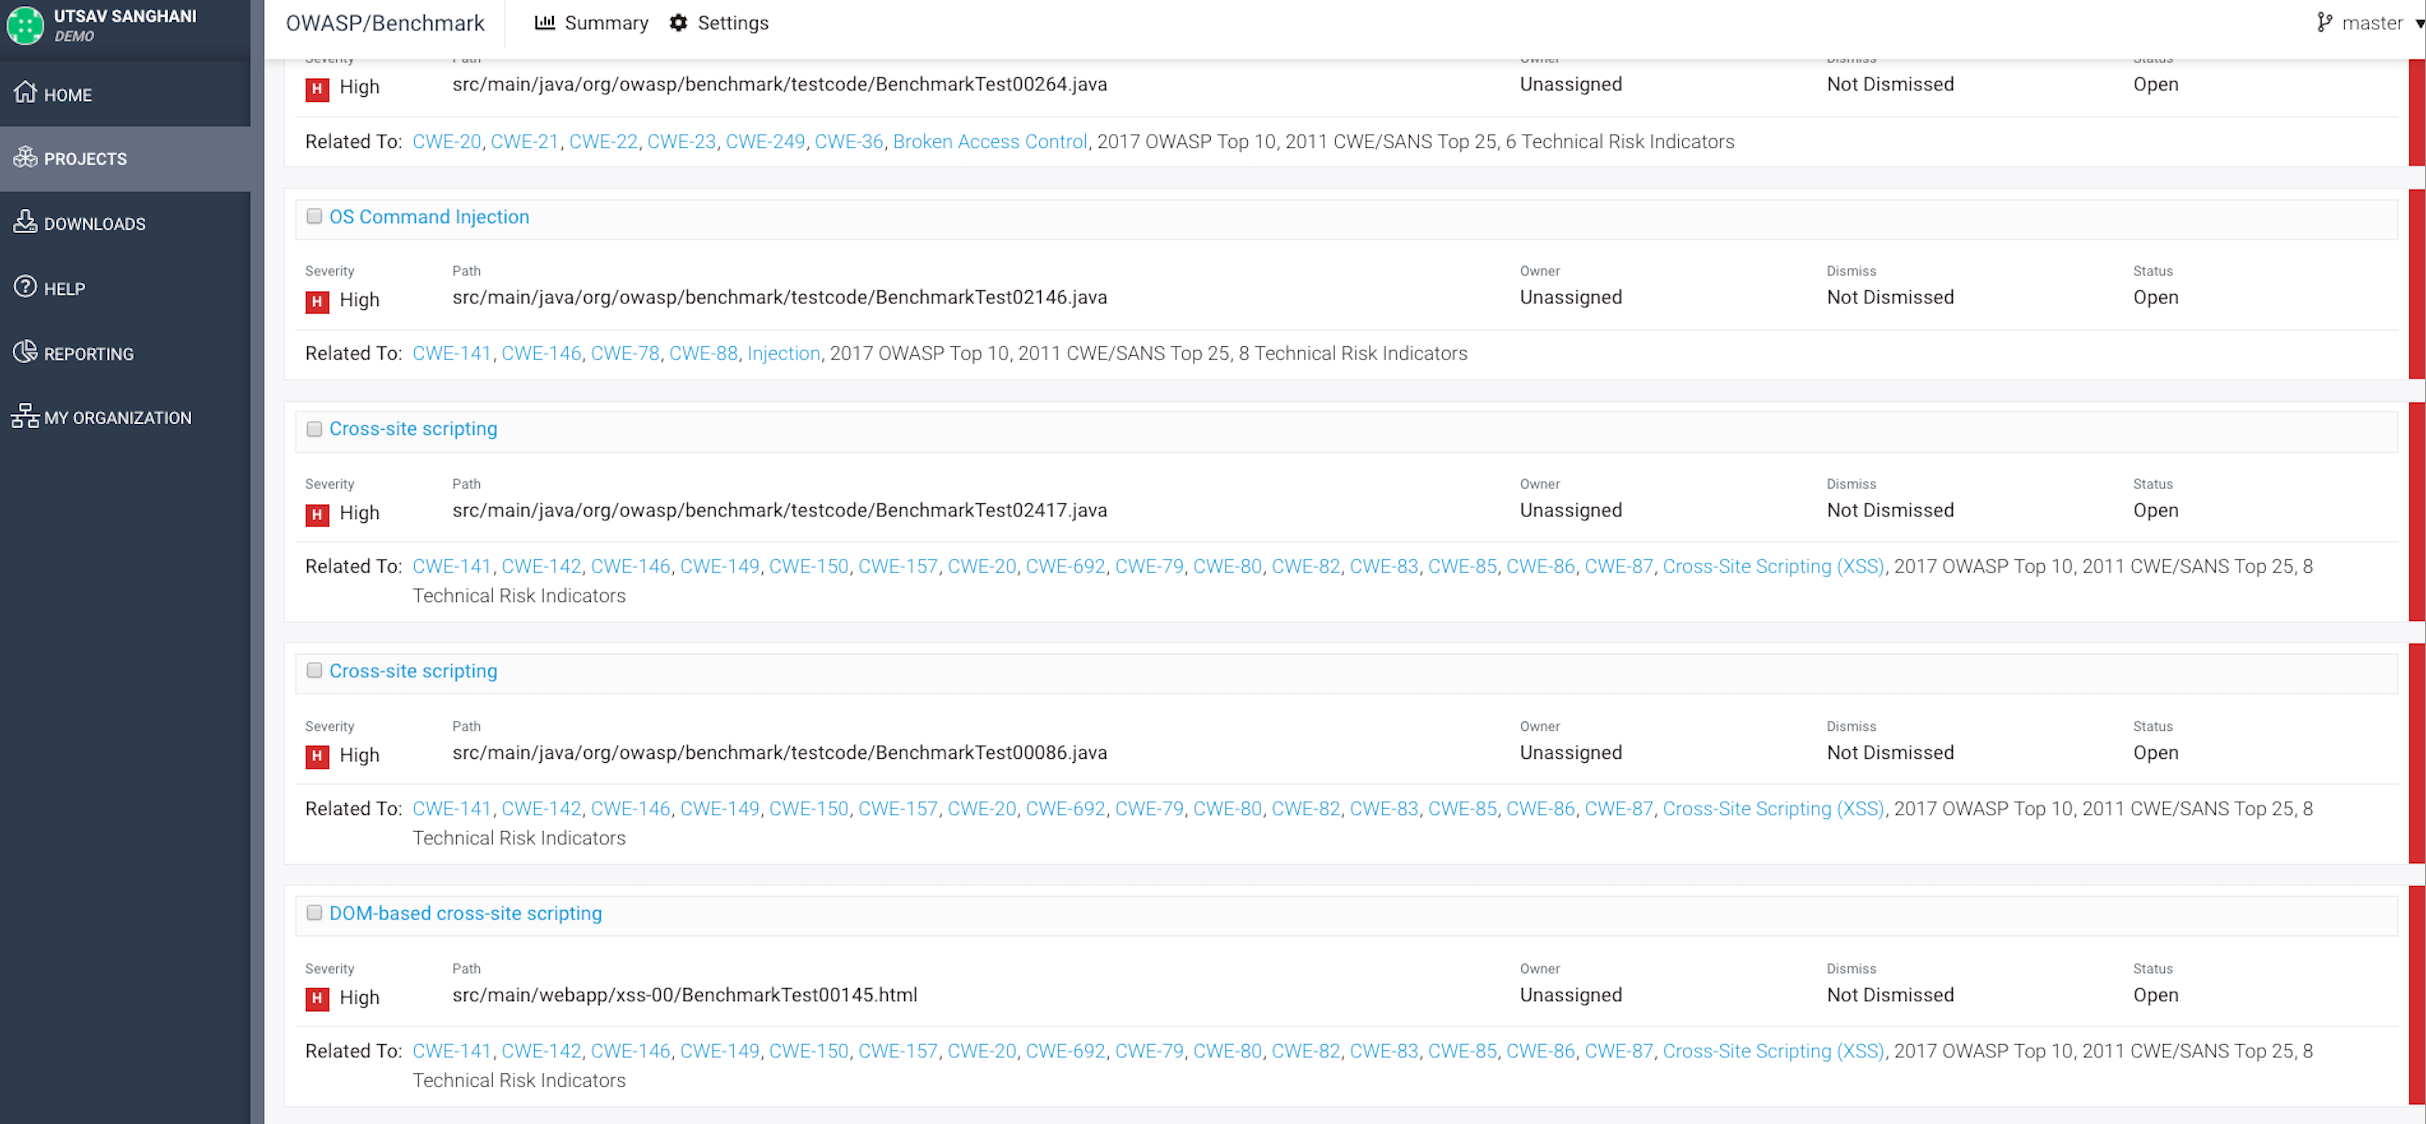 UTSAV SANGHANI
DEMO
HOME
PROJECTS
DOWNLOADS
HELP
REPORTING
MY ORGANIZATION
OWASP/Benchmark Summary Settings master
Severity Path Owner Dismiss Status
H High src/main/java/org/owasp/benchmark/testcode/BenchmarkTest00264.java Unassigned Not Dismissed Open
Related To: CWE-20, CWE-21, CWE-22, CWE-23, CWE-249, CWE-36, Broken Access Control, 2017 OWASP Top 10, 2011 CWE/SANS Top 25, 6 Technical Risk Indicators
OS Command Injection
Severity Path Owner Dismiss Status
H High src/main/java/org/owasp/benchmark/testcode/BenchmarkTest02146.java Unassigned Not Dismissed Open
Related To: CWE-141, CWE-146, CWE-78, CWE-88, Injection, 2017 OWASP Top 10, 2011 CWE/SANS Top 25, 8 Technical Risk Indicators
Cross-site scripting
Severity Path Owner Dismiss Status
H High src/main/java/org/owasp/benchmark/testcode/BenchmarkTest02417.java Unassigned Not Dismissed Open
Related To: CWE-141, CWE-142, CWE-146, CWE-149, CWE-150, CWE-157, CWE-20, CWE-692, CWE-79, CWE-80, CWE-82, CWE-83, CWE-85, CWE-86, CWE-87, Cross-Site Scripting (XSS), 2017 OWASP Top 10, 2011 CWE/SANS Top 25, 8
Technical Risk Indicators
Cross-site scripting
Severity Path Owner Dismiss Status
H High src/main/java/org/owasp/benchmark/testcode/BenchmarkTest00086.java Unassigned Not Dismissed Open
Related To: CWE-141, CWE-142, CWE-146, CWE-149, CWE-150, CWE-157, CWE-20, CWE-692, CWE-79, CWE-80, CWE-82, CWE-83, CWE-85, CWE-86, CWE-87, Cross-Site Scripting (XSS), 2017 OWASP Top 10, 2011 CWE/SANS Top 25, 8
Technical Risk Indicators
DOM-based cross-site scripting
Severity Path Owner Dismiss Status
H High src/main/webapp/xss-00/BenchmarkTest00145.html Unassigned Not Dismissed Open
Related To: CWE-141, CWE-142, CWE-146, CWE-149, CWE-150, CWE-157, CWE-20, CWE-692, CWE-79, CWE-80, CWE-82, CWE-83, CWE-85, CWE-86, CWE-87, Cross-Site Scripting (XSS), 2017 OWASP Top 10, 2011 CWE/SANS Top 25, 8
Technical Risk Indicators